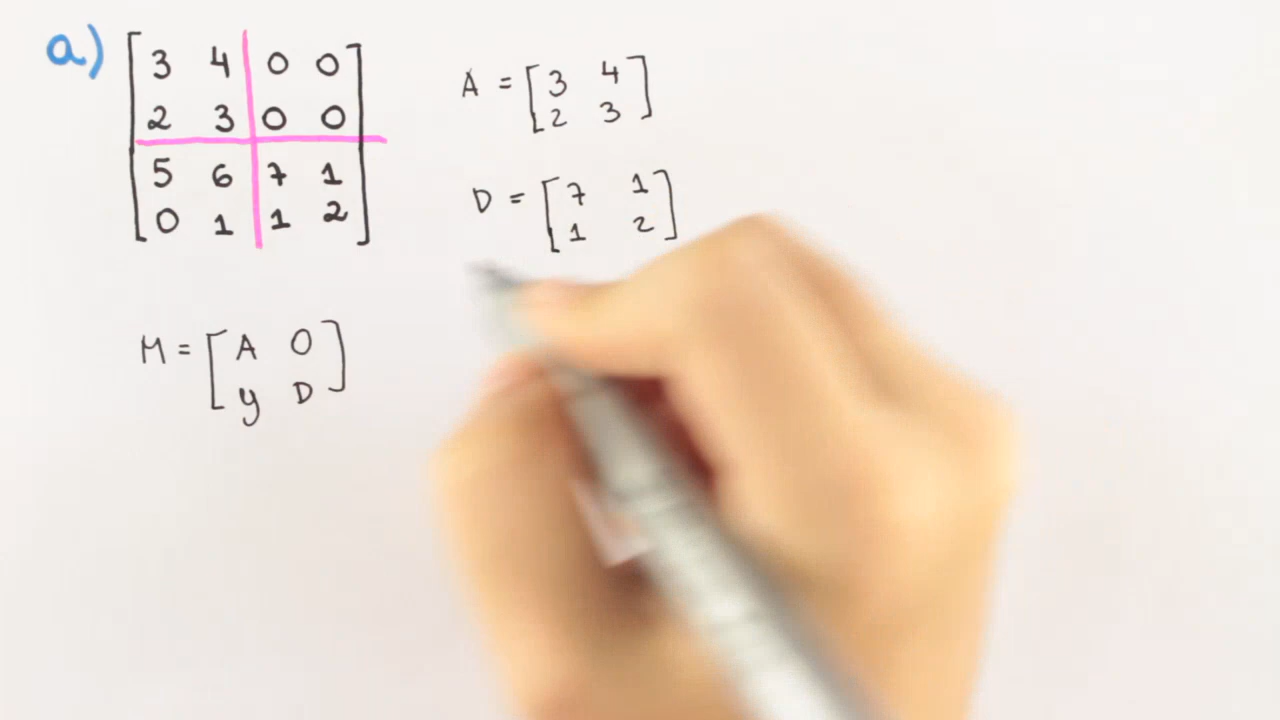 a) [3 4 0 0
2 3 0 0
5 6 7 1
0 1 1 2]
A = [3 4
2 3]
D = [7 1
1 2]
M = [A 0
y D]